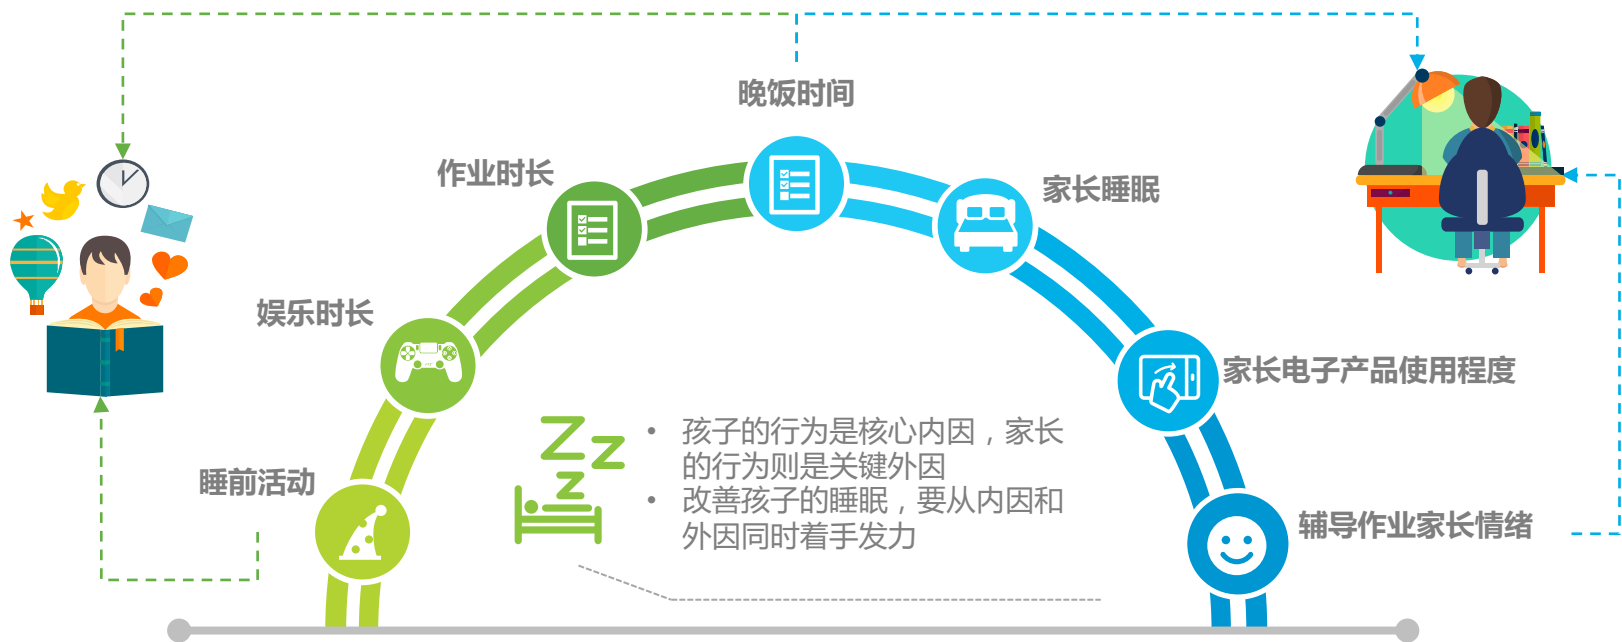 晚饭时间
作业时长
家长睡眠
娱乐时长
家长电子产品使用程度
睡前活动
辅导作业家长情绪
• 孩子的行为是核心内因，家长
的行为则是关键外因
• 改善孩子的睡眠，要从内因和
外因同时着手发力